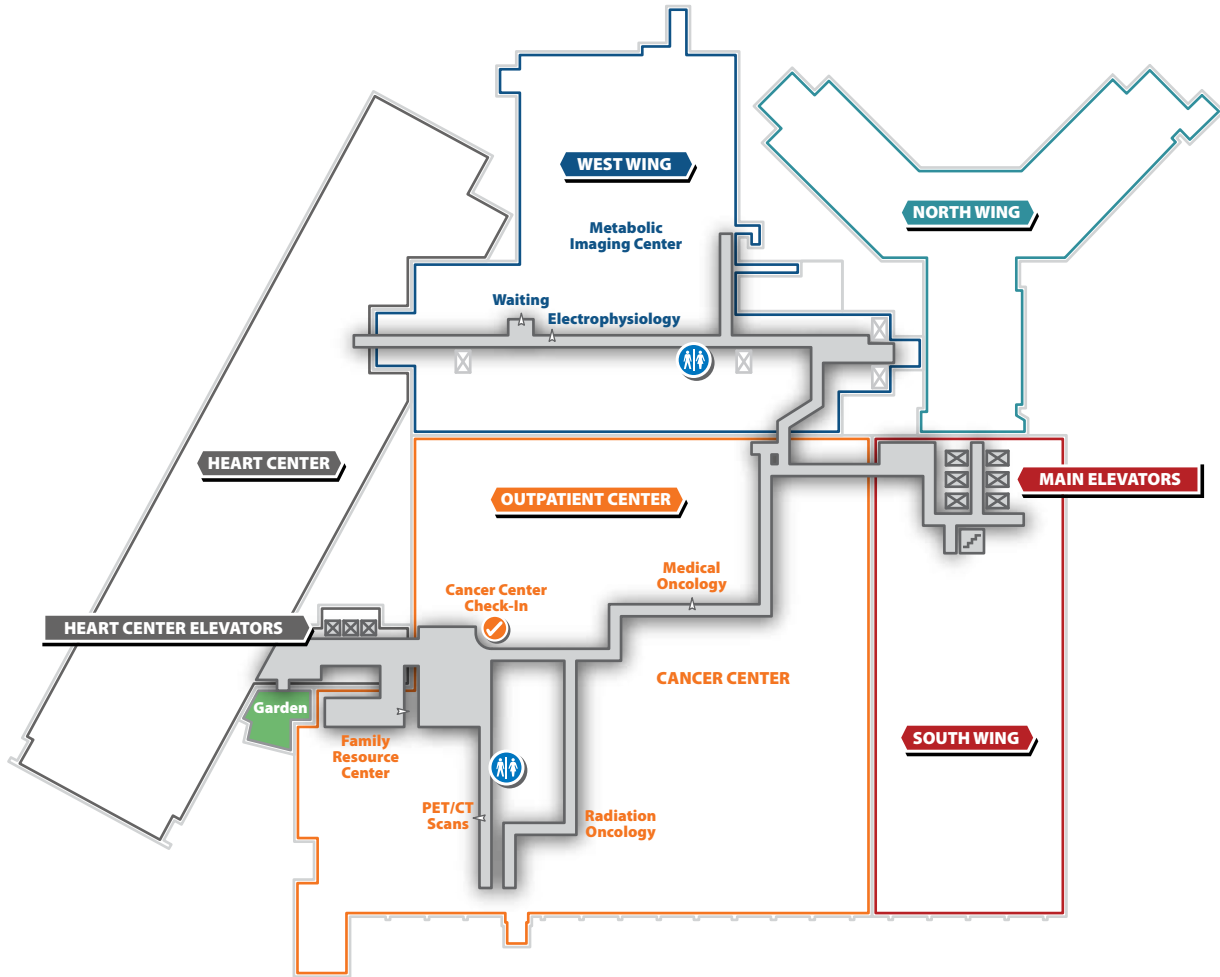 WEST WING
NORTH WING
Metabolic
Imaging Center
Waiting
Electrophysiology
HEART CENTER
MAIN ELEVATORS
OUTPATIENT CENTER
Medical
Oncology
Cancer Center
Check-In
HEART CENTER ELEVATORS
CANCER CENTER
Garden
Family
Resource
Center
SOUTH WING
PET/CT
Scans
Radiation
Oncology